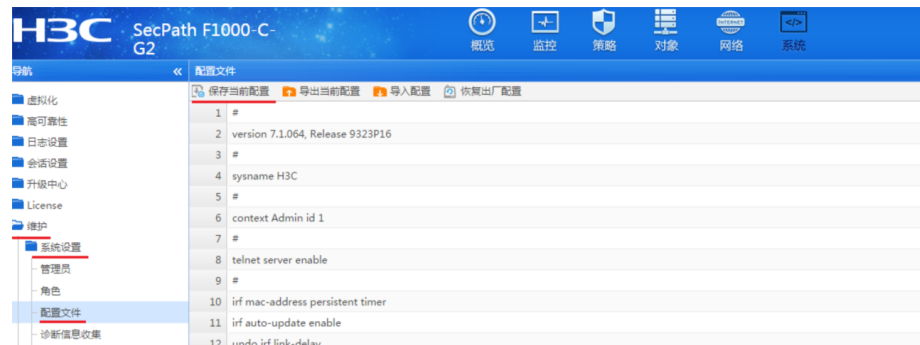 H3C SecPath F1000-C-G2
概览 监控 策略 对象 网络 系统
导航 «
配置文件
保存当前配置 导出当前配置 导入配置 恢复出厂配置
虚拟化
高可靠性
日志设置
会话设置
升级中心
License
维护
系统设置
管理员
角色
配置文件
诊断信息收集
1 #
2 version 7.1.064, Release 9323P16
3 #
4 sysname H3C
5 #
6 context Admin id 1
7 #
8 telnet server enable
9 #
10 irf mac-address persistent timer
11 irf auto-update enable
12 undo irf link-delay